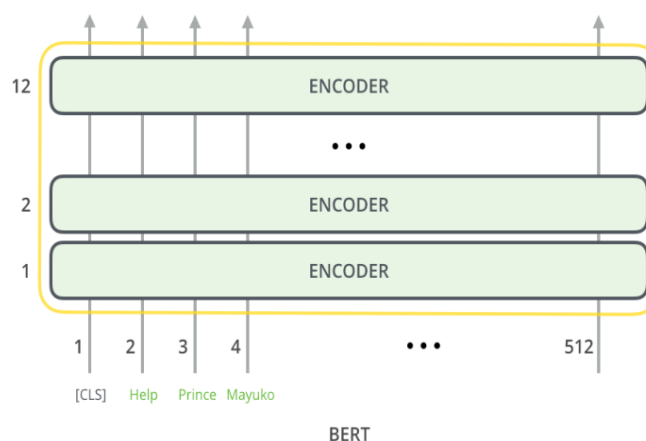 12 ENCODER
•••
2 ENCODER
1 ENCODER
1 2 3 4 ••• 512
[CLS] Help Prince Mayuko
BERT